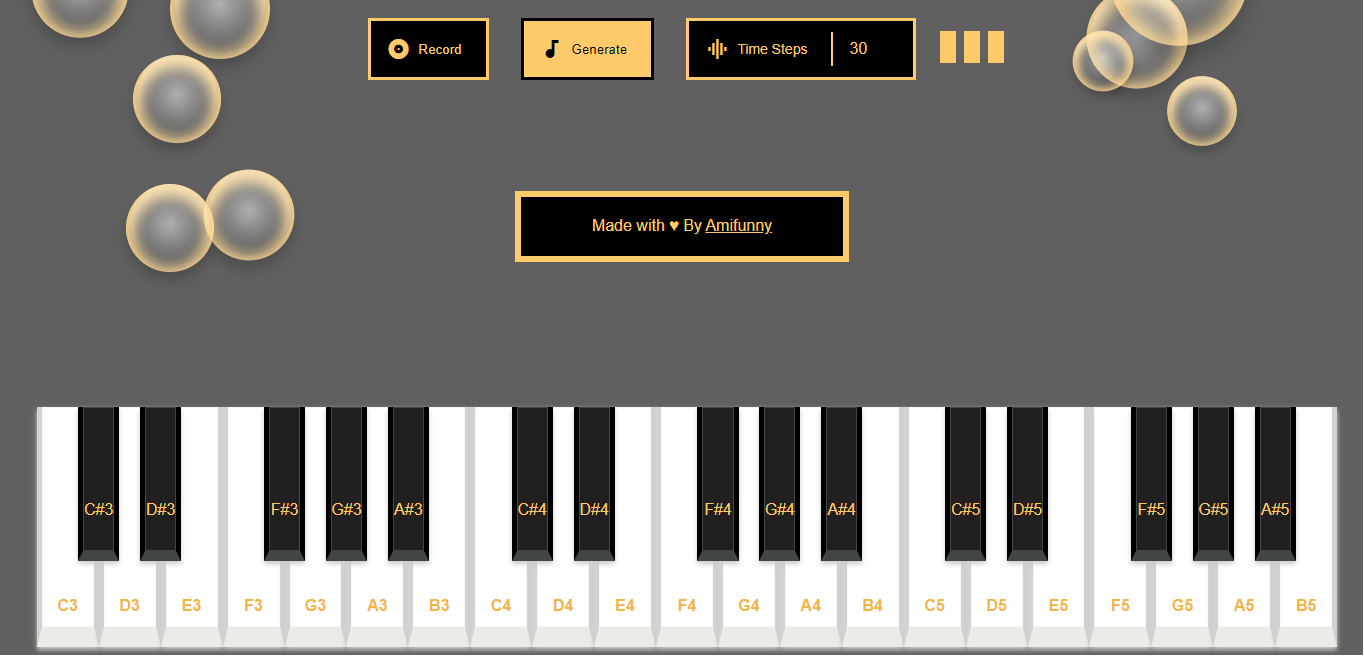 Record
Generate
Time Steps 30
Made with ♥ By Amifunny
C#3 D#3 F#3 G#3 A#3 C#4 D#4 F#4 G#4 A#4 C#5 D#5 F#5 G#5 A#5
C3 D3 E3 F3 G3 A3 B3 C4 D4 E4 F4 G4 A4 B4 C5 D5 E5 F5 G5 A5 B5